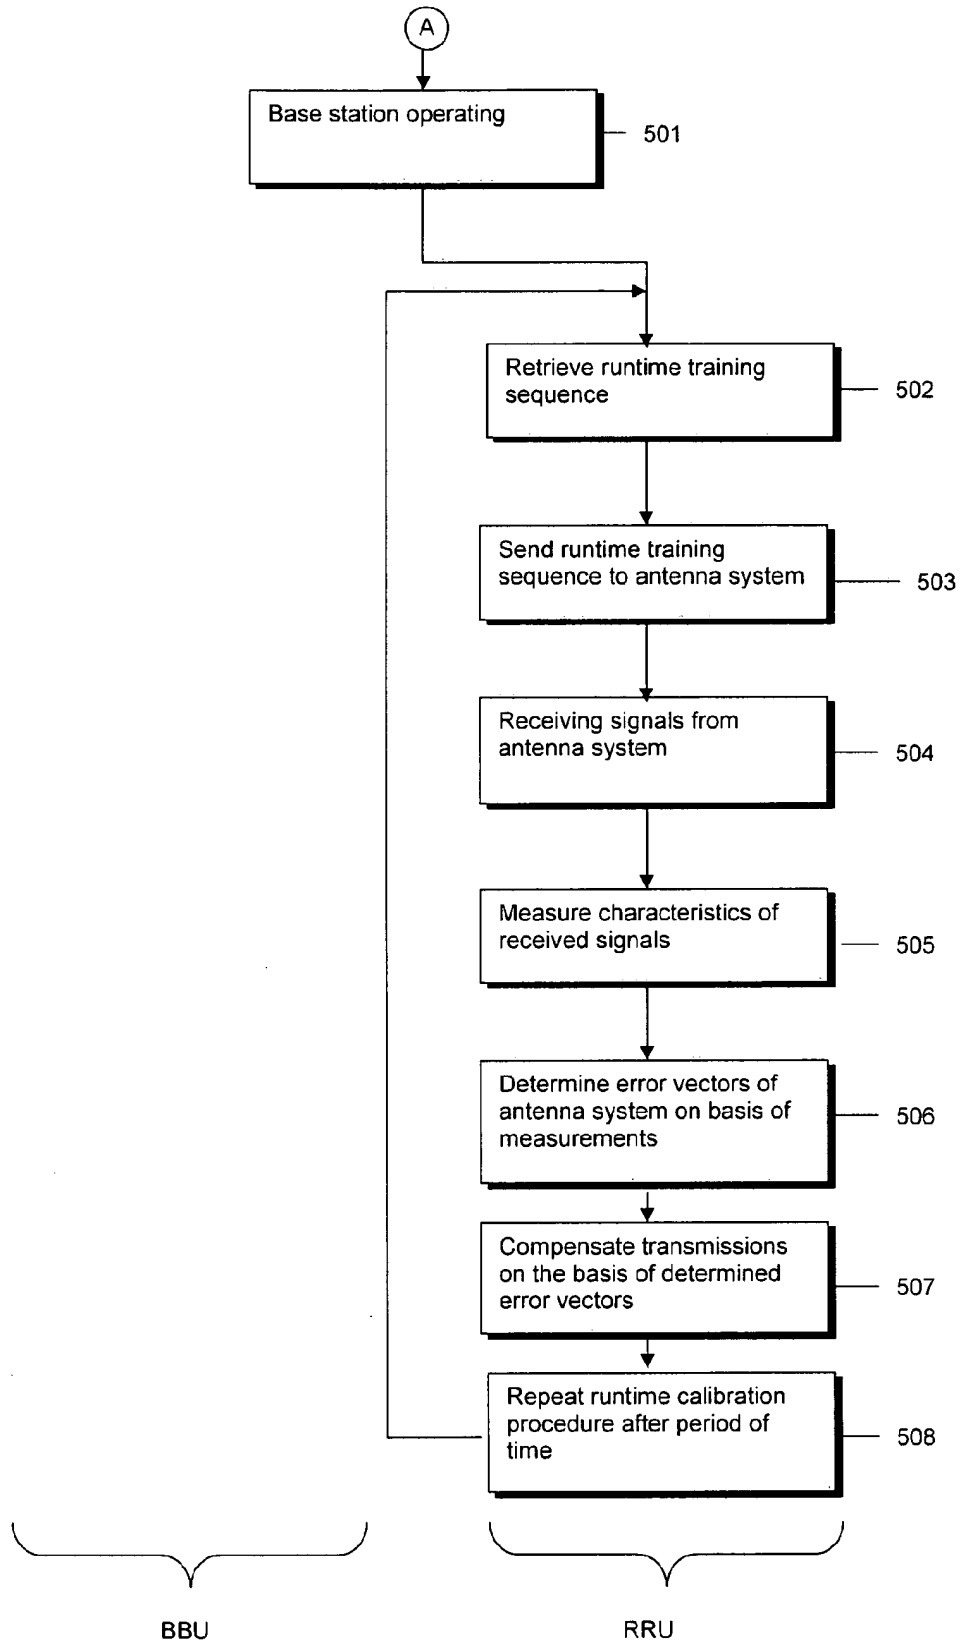 A
Base station operating
501
Retrieve runtime training
sequence
502
Send runtime training
sequence to antenna system
503
Receiving signals from
antenna system
504
Measure characteristics of
received signals
505
Determine error vectors of
antenna system on basis of
measurements
506
Compensate transmissions
on the basis of determined
error vectors
507
Repeat runtime calibration
procedure after period of
time
508
BBU
RRU